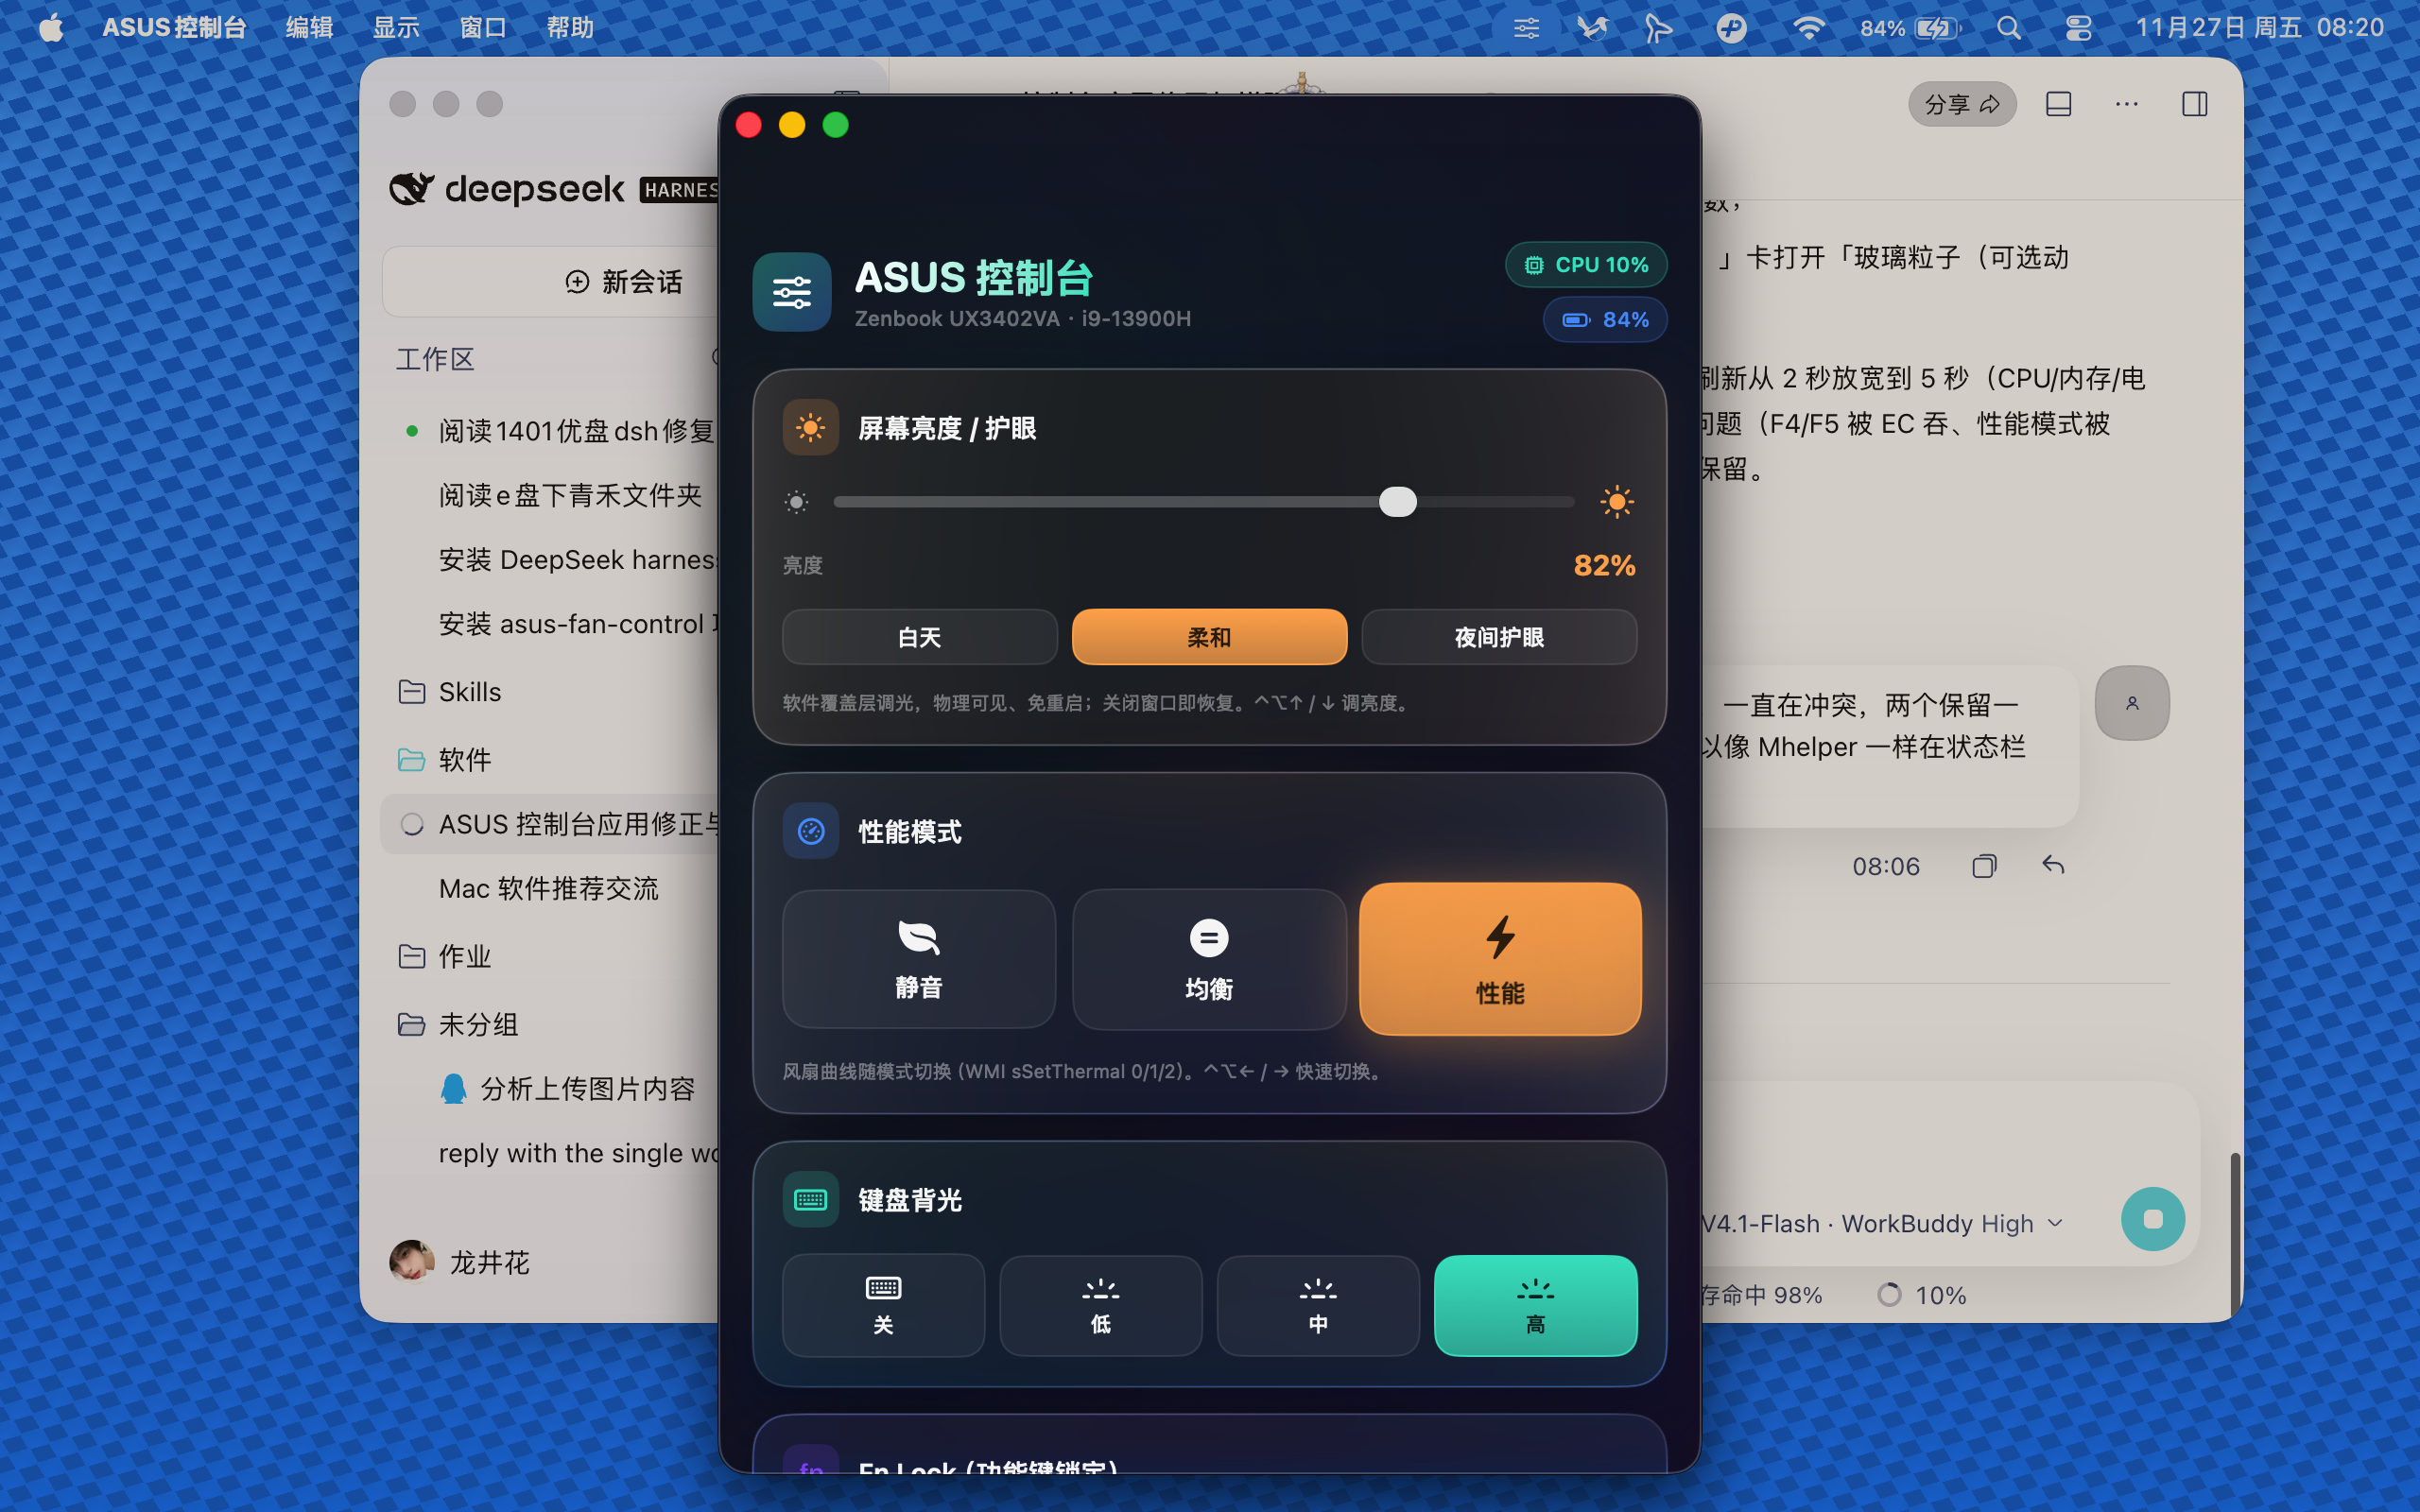 ASUS 控制台 编辑 显示 窗口 帮助 84% 11月27日 周五 08:20
分享
deepseek
新会话
工作区
阅读1401优盘dsh修复
阅读e盘下青禾文件夹
安装 DeepSeek harness
安装 asus-fan-control
Skills
软件
ASUS 控制台应用修正与
Mac 软件推荐交流
作业
未分组
分析上传图片内容
reply with the single
龙井花
ASUS 控制台
Zenbook UX3402VA · i9-13900H
CPU 10%
84%
屏幕亮度 / 护眼
亮度
82%
白天
柔和
夜间护眼
软件覆盖层调光，物理可见、免重启；关闭窗口即恢复。^⌥↑ / ↓ 调亮度。
性能模式
静音
均衡
性能
风扇曲线随模式切换 (WMI sSetThermal 0/1/2)。^⌥← / → 快速切换。
键盘背光
关
低
中
高
fn
Fn Lock (功能键锁定)
数，
」卡打开「玻璃粒子（可选动
刷新从 2 秒放宽到 5 秒（CPU/内存/电
问题（F4/F5 被 EC 吞、性能模式被
保留。
一直在冲突，两个保留一
以像 Mhelper 一样在状态栏
08:06
V4.1-Flash · WorkBuddy High
存命中 98%
10%